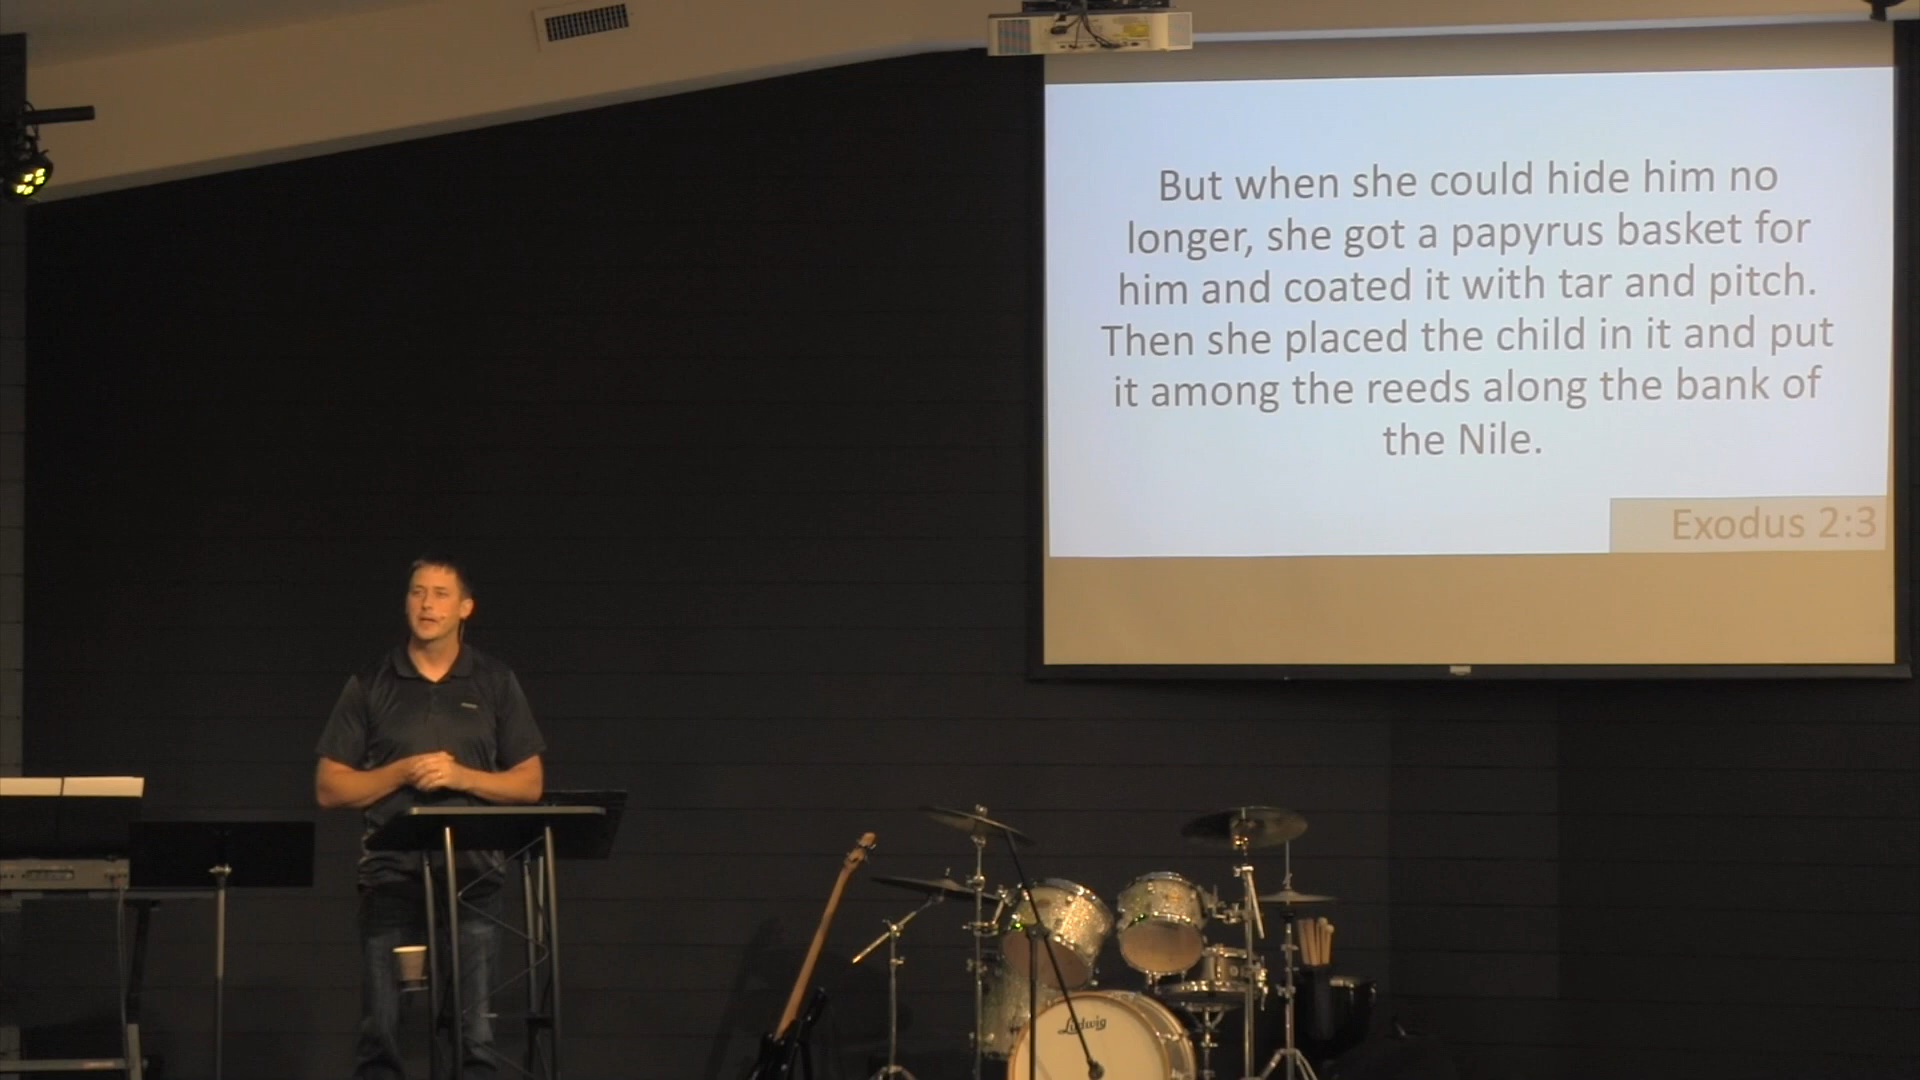 But when she could hide him no
longer, she got a papyrus basket for
him and coated it with tar and pitch.
Then she placed the child in it and put
it among the reeds along the bank of
the Nile.
Exodus 2:3
Ludwig